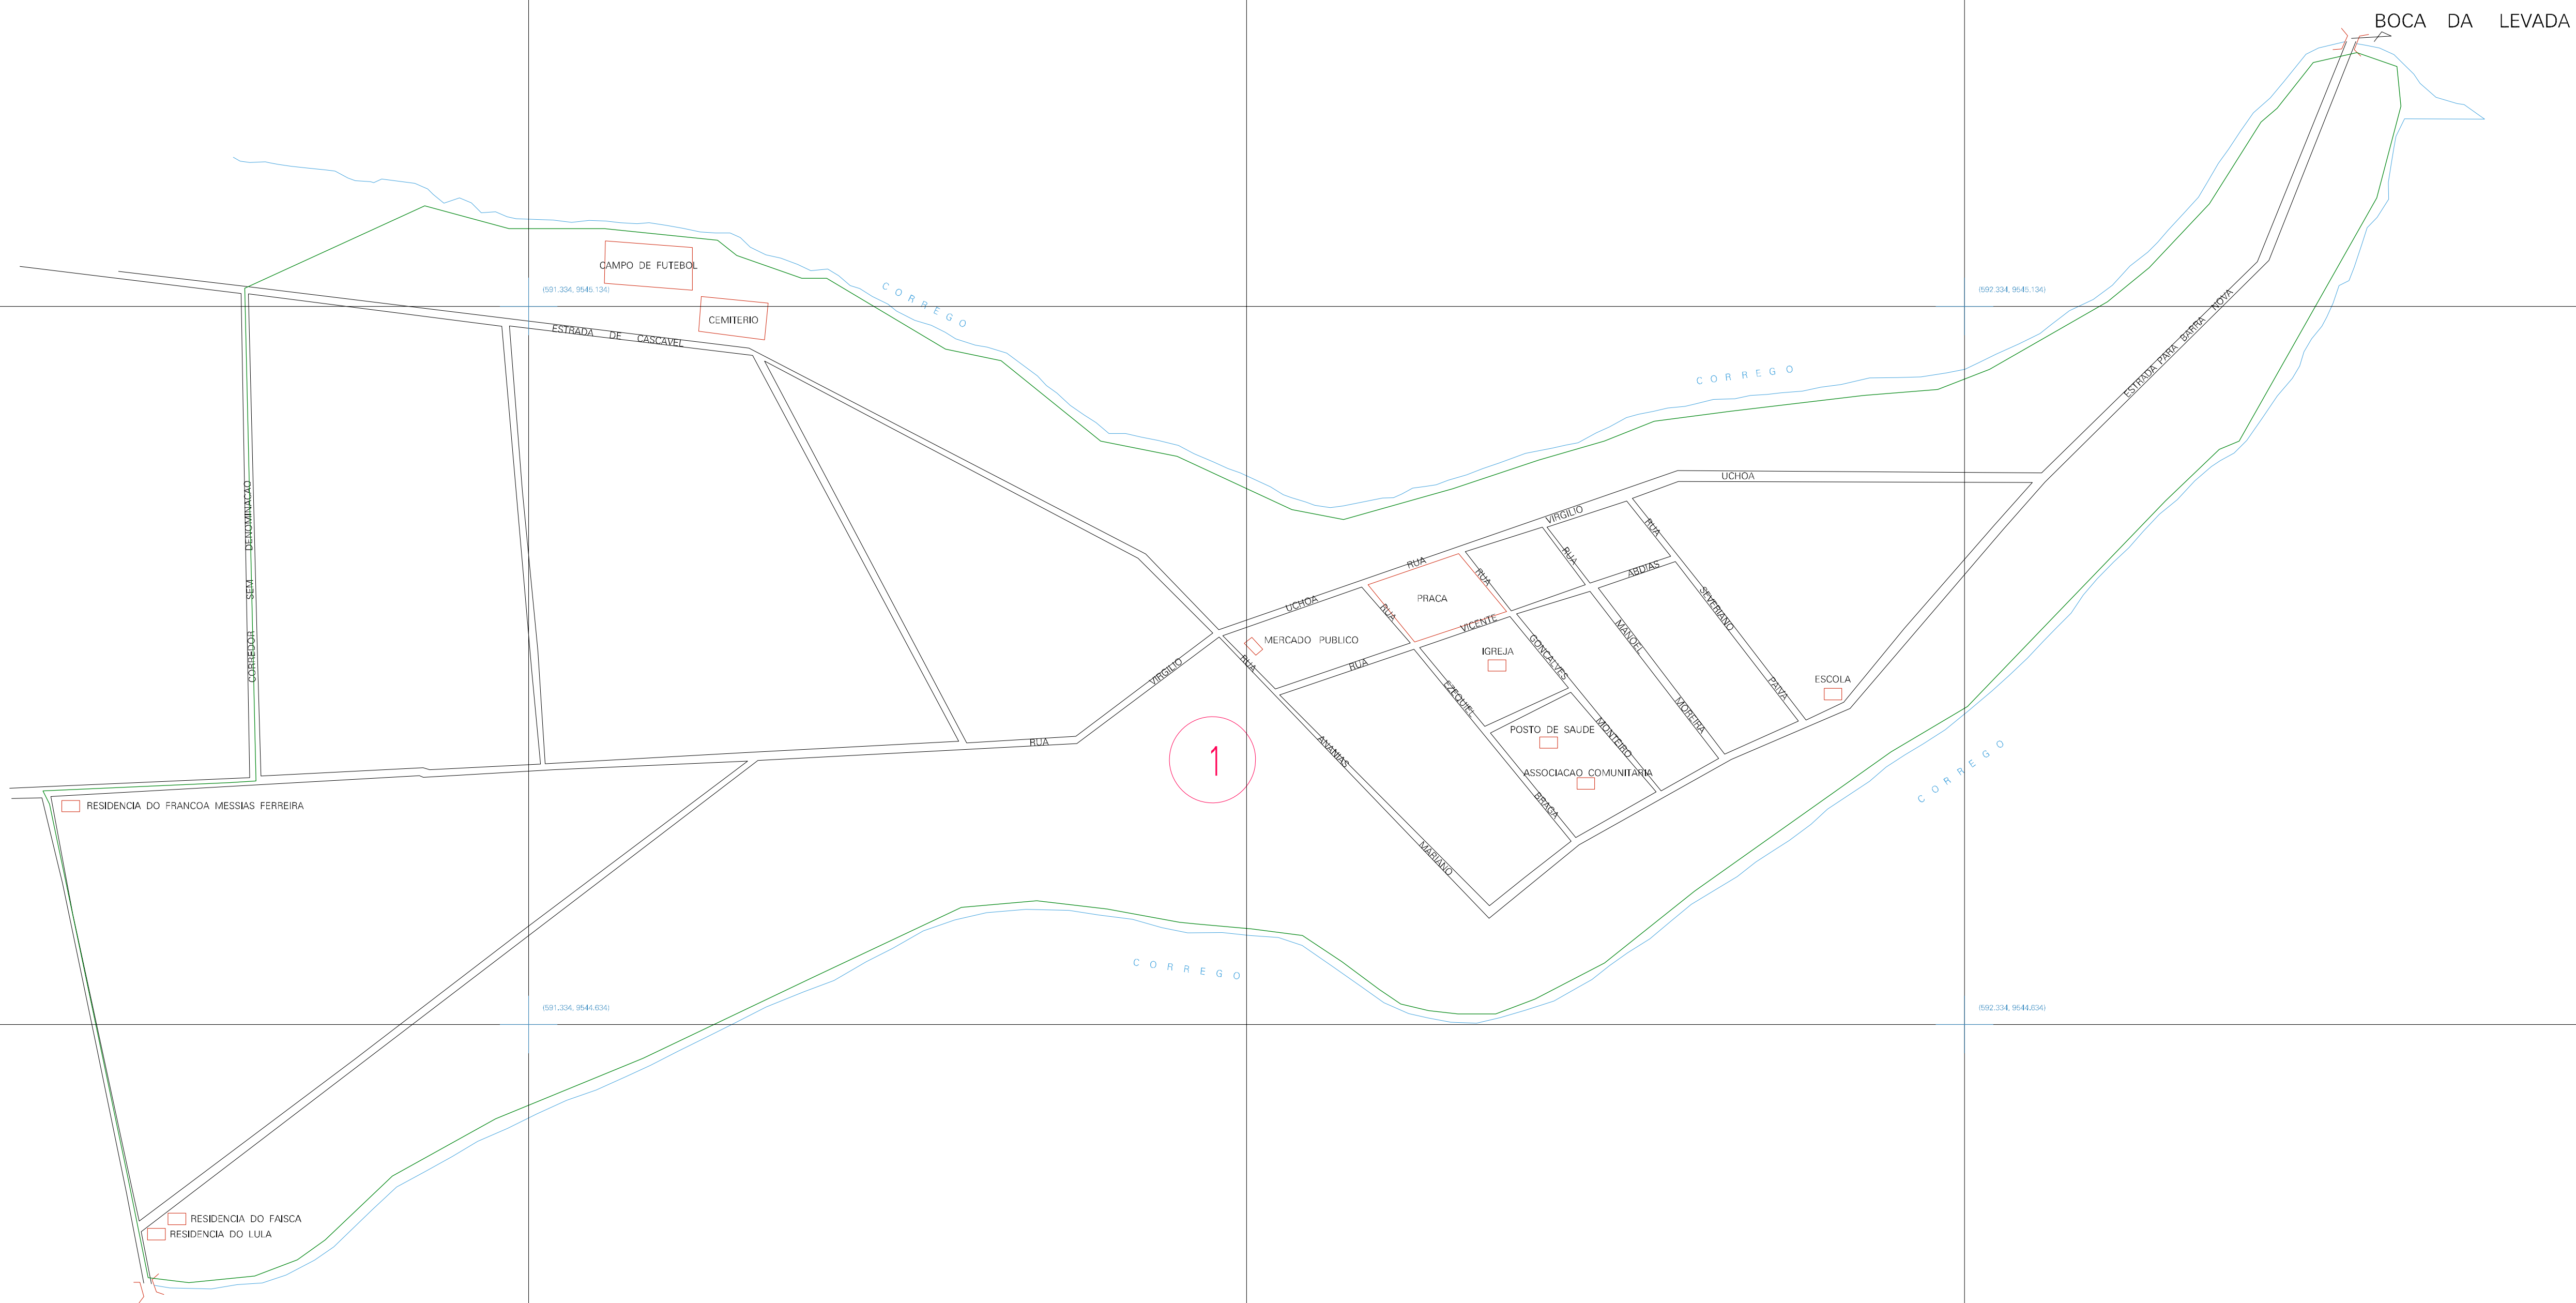 BOCA DA LEVADA
CAMPO DE FUTEBOL
(591.334, 9545.134)
CORREGO
(592.334, 9545.134)
CEMITERIO
ESTRADA DE CASCAVEL
ESTRADA PARA BARRA NOVA
CORREGO
UCHOA
VIRGILIO
RUA
RUA
RUA
RUA
ABDIAS
CORREDOR SEM DENOMINACAO
PRACA
UCHOA
RUA
SEVERIANO
VICENTE
MERCADO PUBLICO
MANOEL
IGREJA
GONCALVES
RUA
RUA
VIRGILIO
ESCOLA
PAIVA
EZEQUIEL
MOREIRA
POSTO DE SAUDE
MONTEIRO
RUA
ANANIAS
1
CORREGO
ASSOCIACAO COMUNITARIA
RESIDENCIA DO FRANCOA MESSIAS FERREIRA
BRAGA
MARIANO
CORREGO
(591.334, 9544.634)
(592.334, 9544.634)
RESIDENCIA DO FAISCA
RESIDENCIA DO LULA